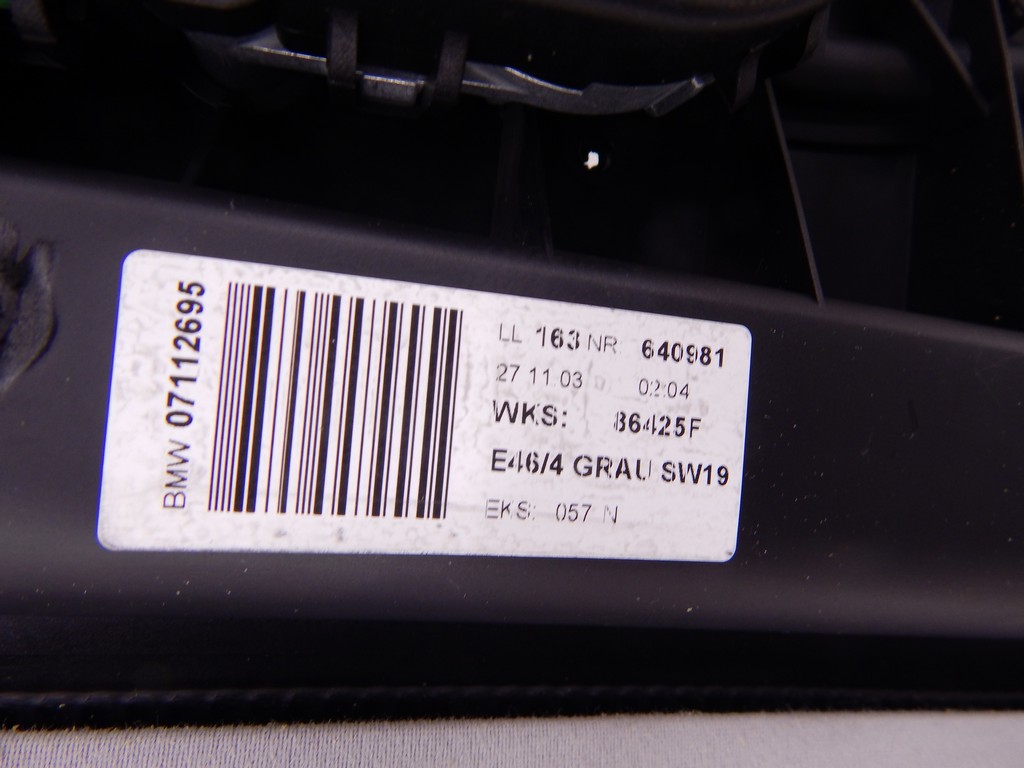 BMW 07112695
LL 163 NR 640981
27 11 03 02:04
WKS: 86425F
E46/4 GRAU SW19
EKS: 057 N